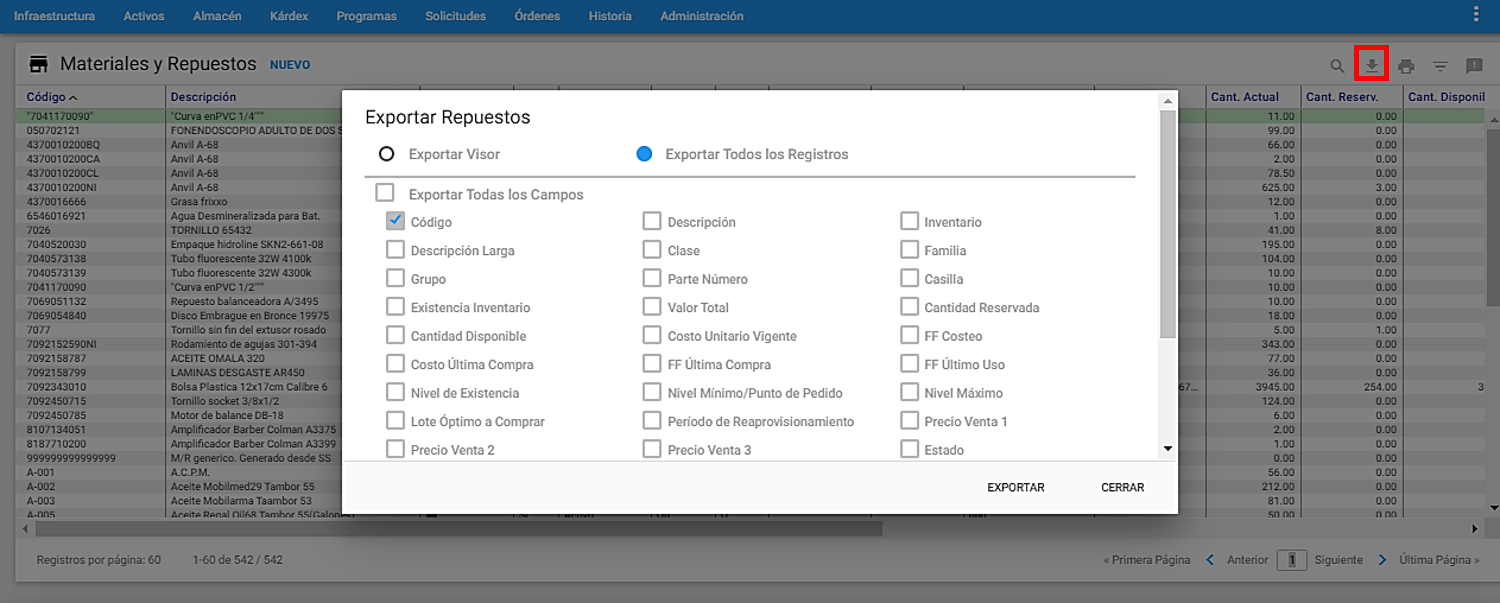 Infraestructura Activos Almacén Kárdex Programas Solicitudes Órdenes Historia Administración
Materiales y Repuestos NUEVO
Código Descripción Cant. Actual Cant. Reserv. Cant. Disponil
"7041170090" "Curva enPVC 1/4""" 11.00 0.00
050702121 FONENDOSCOPIO ADULTO DE DOS S 99.00 0.00
4370010200BQ Anvil A-68 66.00 0.00
4370010200CA Anvil A-68 2.00 0.00
4370010200CL Anvil A-68 78.50 0.00
4370010200NI Anvil A-68 625.00 3.00
4370016666 Grasa frixxo 12.00 0.00
6546016921 Agua Desmineralizada para Bat. 1.00 0.00
7026 TORNILLO 65432 41.00 8.00
7040520030 Empaque hidroline SKN2-661-08 195.00 0.00
7040573138 Tubo fluorescente 32W 4100k 104.00 0.00
7040573139 Tubo fluorescente 32W 4300k 10.00 0.00
7041170090 "Curva enPVC 1/2""" 10.00 0.00
7069051132 Repuesto balanceadora A/3495 10.00 0.00
7069054840 Disco Embrague en Bronce 19975 18.00 0.00
7077 Tornillo sin fin del extusor rosado 5.00 1.00
7092152590NI Rodamiento de agujas 301-394 343.00 0.00
7092158787 ACEITE OMALA 320 77.00 0.00
7092158799 LAMINAS DESGASTE AR450 36.00 0.00
7092343010 Bolsa Plastica 12x17cm Calibre 6 67... 3945.00 254.00 3
7092450715 Tornillo socket 3/8x1/2 124.00 0.00
7092450785 Motor de balance DB-18 6.00 0.00
8107134051 Amplificador Barber Colman A3375 2.00 0.00
8187710200 Amplificador Barber Colman A3399 1.00 0.00
999999999999999 M/R generico. Generado desde SS 0.00 0.00
A-001 A.C.P.M. 56.00 0.00
A-002 Aceite Mobilmed29 Tambor 55 212.00 0.00
A-003 Aceite Mobilarma Taambor 53 81.00 0.00
A-005 Aceite Regal Oil68 Tambor 55(Galones) 50.00 0.00
Exportar Repuestos
Exportar Visor Exportar Todos los Registros
Exportar Todas los Campos
Código Descripción Inventario
Descripción Larga Clase Familia
Grupo Parte Número Casilla
Existencia Inventario Valor Total Cantidad Reservada
Cantidad Disponible Costo Unitario Vigente FF Costeo
Costo Última Compra FF Última Compra FF Último Uso
Nivel de Existencia Nivel Mínimo/Punto de Pedido Nivel Máximo
Lote Óptimo a Comprar Período de Reaprovisionamiento Precio Venta 1
Precio Venta 2 Precio Venta 3 Estado
EXPORTAR CERRAR
Registros por página: 60 1-60 de 542 / 542 « Primera Página Anterior 1 Siguiente Última Página »